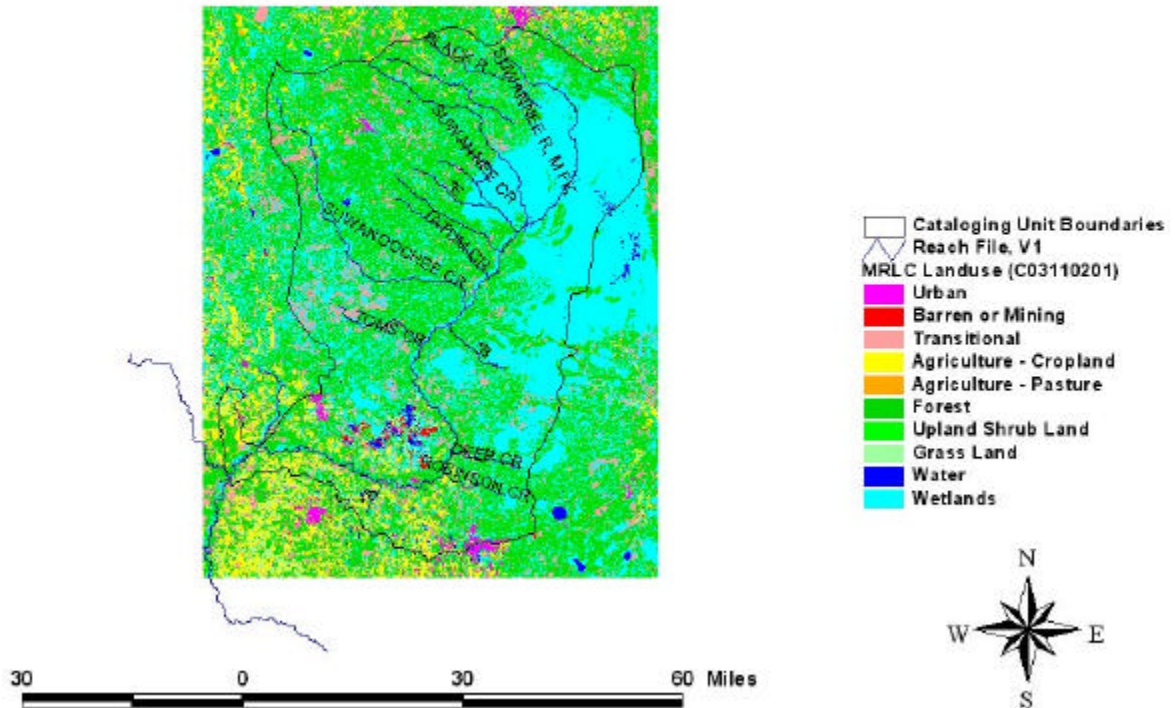 BLACK R
SUWANNEE R, M FK
SUWANNEE CR
TATUM CR
SUWANOOCHEE CR
TOMS CR
DEEP CR
ROBINSON CR
Cataloging Unit Boundaries
Reach File, V1
MRLC Landuse (C03110201)
Urban
Barren or Mining
Transitional
Agriculture - Cropland
Agriculture - Pasture
Forest
Upland Shrub Land
Grass Land
Water
Wetlands
N
W E
S
30 0 30 60 Miles